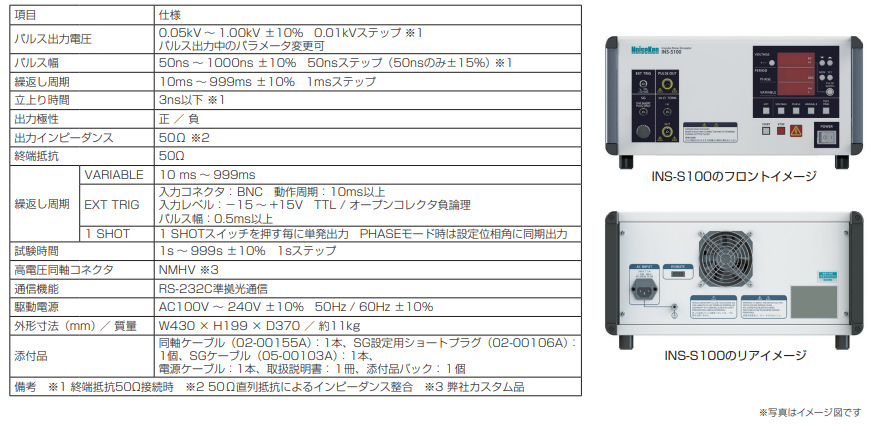 項目 仕様
パルス出力電圧 0.05kV ～ 1.00kV ±10%　0.01kVステップ ※1
パルス出力中のパラメータ変更可
パルス幅 50ns ～ 1000ns ±10%　50nsステップ（50nsのみ±15%）※1
繰返し周期 10ms ～ 999ms ±10%　1msステップ
立上り時間 3ns以下 ※1
出力極性 正 ／ 負
出力インピーダンス 50Ω ※2
終端抵抗 50Ω
繰返し周期 VARIABLE 10 ms ～ 999ms
EXT TRIG 入力コネクタ：BNC　動作周期：10ms以上
入力レベル：－15 ～ +15V　TTL / オープンコレクタ負論理
パルス幅：0.5ms以上
1 SHOT 1 SHOTスイッチを押す毎に単発出力　PHASEモード時は設定位相角に同期出力
試験時間 1s ～ 999s ±10%　1sステップ
高電圧同軸コネクタ NMHV ※3
通信機能 RS-232C準拠光通信
駆動電源 AC100V ～ 240V ±10%　50Hz / 60Hz ±10%
外形寸法（mm）／ 質量 W430 × H199 × D370 ／ 約11kg
添付品 同軸ケーブル（02-00155A）：1本、SG設定用ショートプラグ（02-00106A）：
1個、SGケーブル（05-00103A）：1本、
電源ケーブル：1本、取扱説明書：1冊、添付品パック：1個
備考　※1 終端抵抗50Ω接続時　※2 50Ω直列抵抗によるインピーダンス整合　※3 弊社カスタム品
NoiseKen
INS-S100
EXT TRIG PULSE OUT
VOLTAGE
PERIOD
PHASE
VARIABLE
POWER
INS-S100のフロントイメージ
AC INPUT
INS-S100のリアイメージ
※写真はイメージ図です